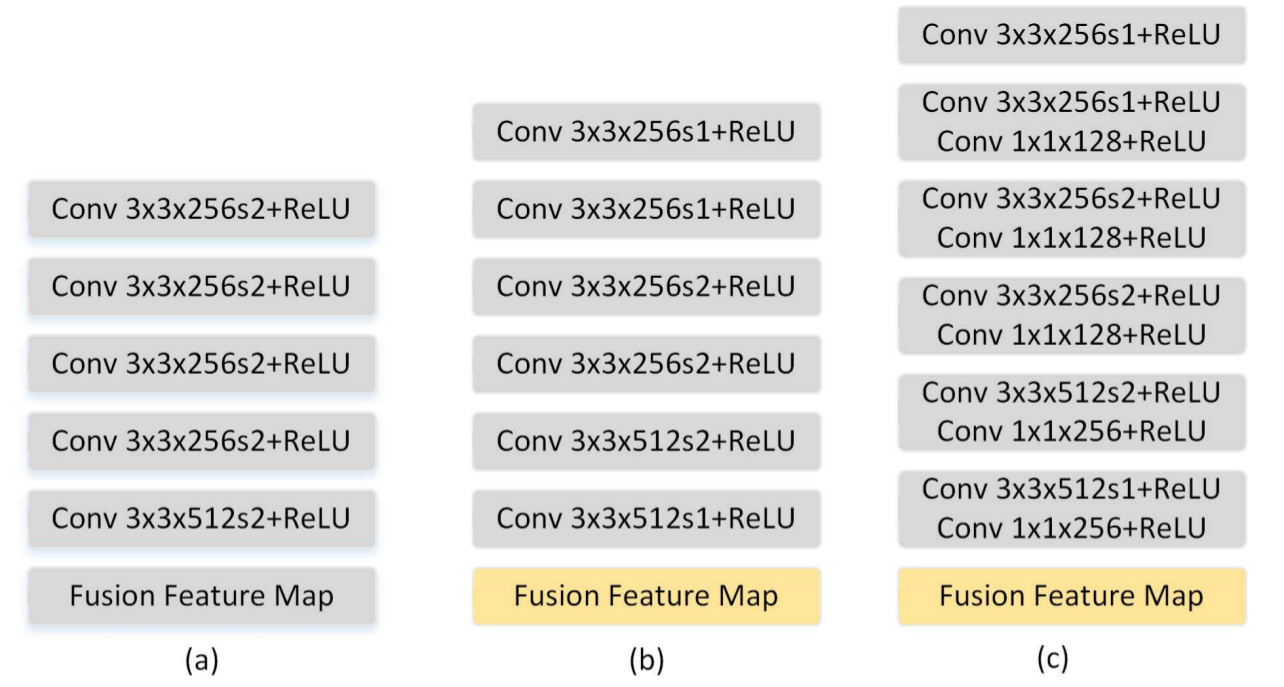 Conv 3x3x256s2+ReLU
Conv 3x3x256s2+ReLU
Conv 3x3x256s2+ReLU
Conv 3x3x256s2+ReLU
Conv 3x3x512s2+ReLU
Fusion Feature Map
(a)
Conv 3x3x256s1+ReLU
Conv 3x3x256s1+ReLU
Conv 3x3x256s2+ReLU
Conv 3x3x256s2+ReLU
Conv 3x3x512s2+ReLU
Conv 3x3x512s1+ReLU
Fusion Feature Map
(b)
Conv 3x3x256s1+ReLU
Conv 3x3x256s1+ReLU
Conv 1x1x128+ReLU
Conv 3x3x256s2+ReLU
Conv 1x1x128+ReLU
Conv 3x3x256s2+ReLU
Conv 1x1x128+ReLU
Conv 3x3x512s2+ReLU
Conv 1x1x256+ReLU
Conv 3x3x512s1+ReLU
Conv 1x1x256+ReLU
Fusion Feature Map
(c)